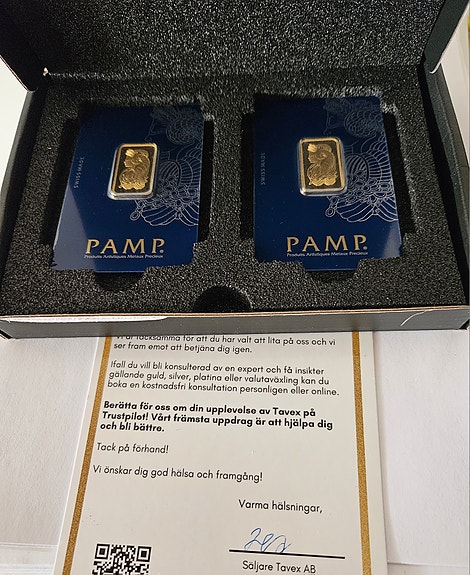 SWISS MADE
PAMP
Produits Artistiques Métaux Précieux
SWISS MADE
PAMP
Produits Artistiques Métaux Précieux
Vi är tacksamma för att du har valt att lita på oss och vi
ser fram emot att betjäna dig igen.
Ifall du vill bli konsulterad av en expert och få insikter
gällande guld, silver, platina eller valutaväxling kan du
boka en kostnadsfri konsultation personligen eller online.
Berätta för oss om din upplevelse av Tavex på
Trustpilot! Vårt främsta uppdrag är att hjälpa dig
och bli bättre.
Tack på förhand!
Vi önskar dig god hälsa och framgång!
Varma hälsningar,
Säljare Tavex AB